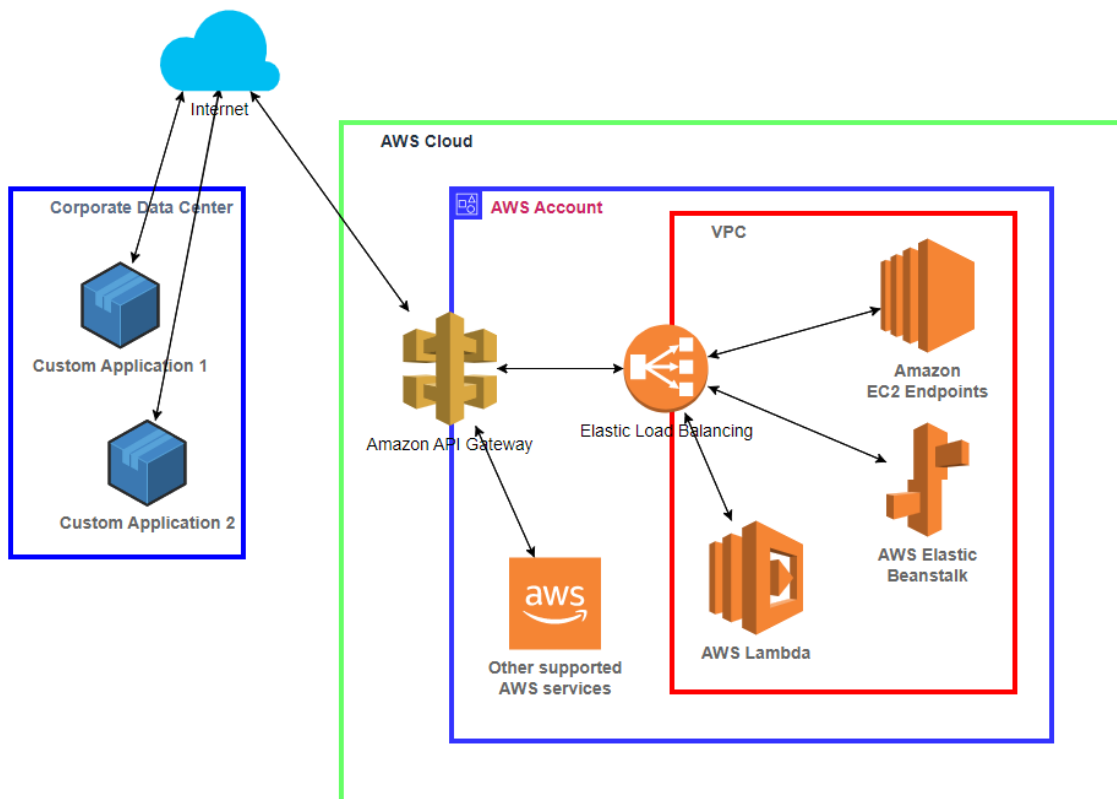 Internet
AWS Cloud
Corporate Data Center
AWS Account
VPC
Custom Application 1
Amazon
EC2 Endpoints
Amazon API Gateway
Elastic Load Balancing
Custom Application 2
AWS Elastic
Beanstalk
aws
AWS Lambda
Other supported
AWS services